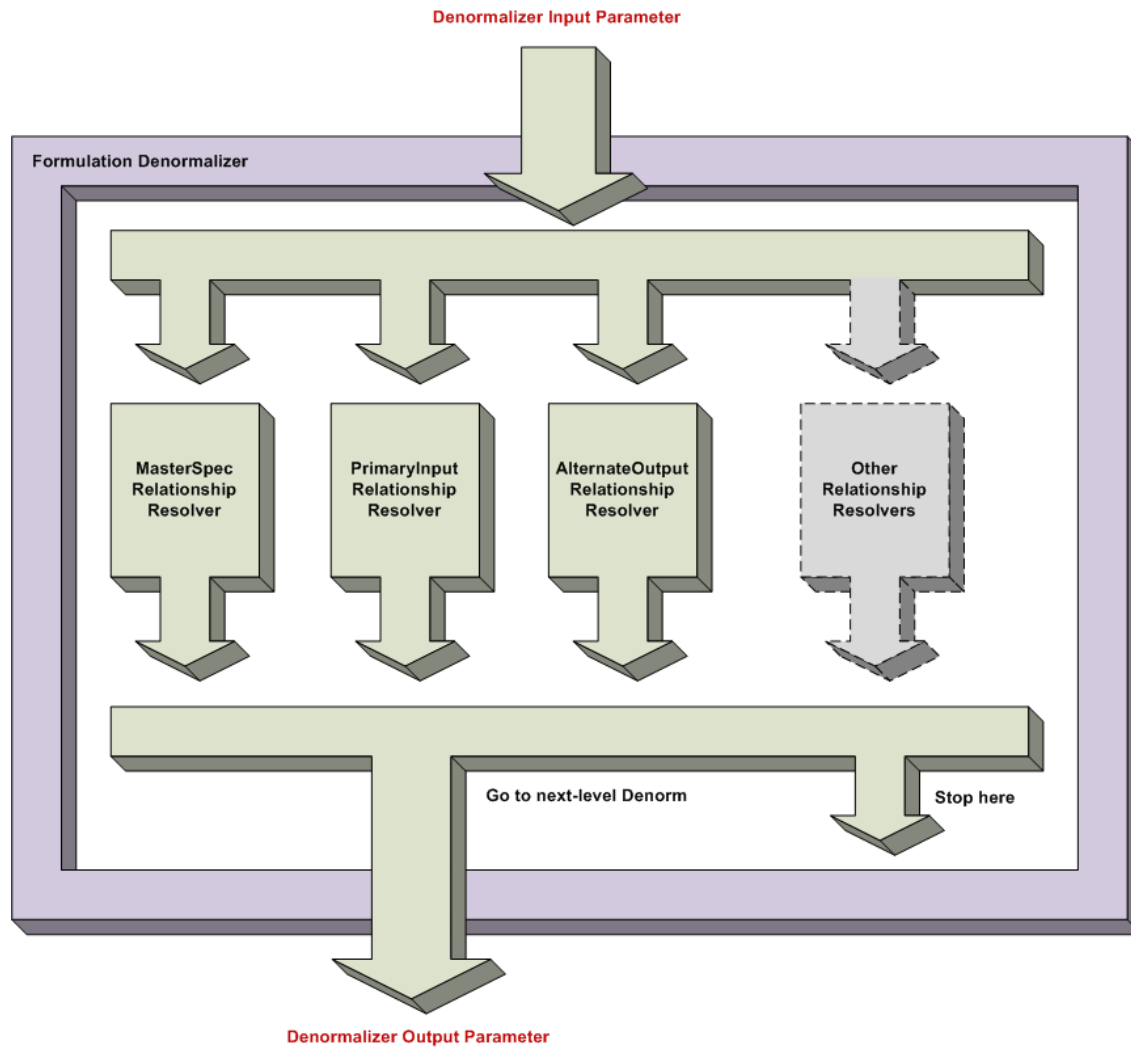 Denormalizer Input Parameter
Formulation Denormalizer
MasterSpec
Relationship
Resolver
PrimaryInput
Relationship
Resolver
AlternateOutput
Relationship
Resolver
Other
Relationship
Resolvers
Go to next-level Denorm
Stop here
Denormalizer Output Parameter